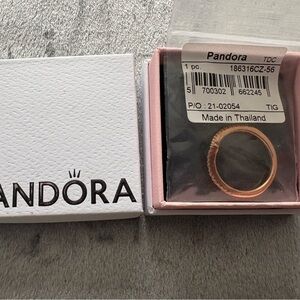 PANDORA
Pandora TDC
1 pc. 186316CZ-56
5 700302 662245
P/O : 21-02054 TIG
Made in Thailand